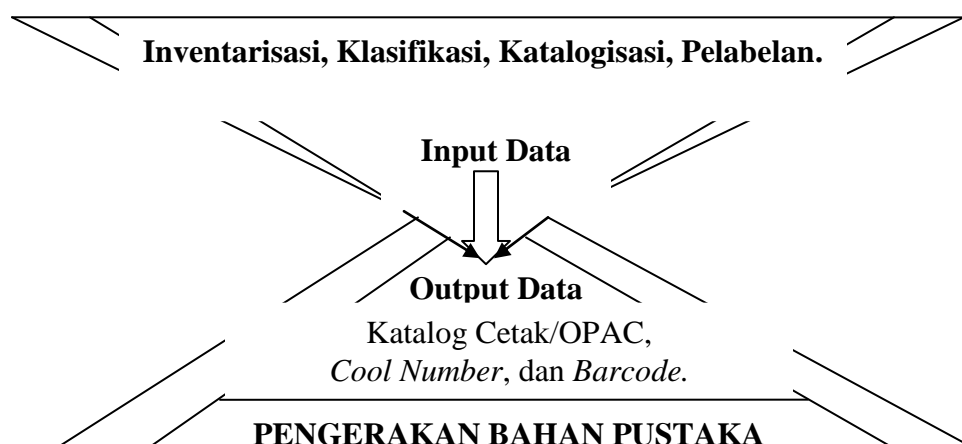 Inventarisasi, Klasifikasi, Katalogisasi, Pelabelan.
Input Data
Output Data
Katalog Cetak/OPAC,
Cool Number, dan Barcode.
PENGERAKAN BAHAN PUSTAKA